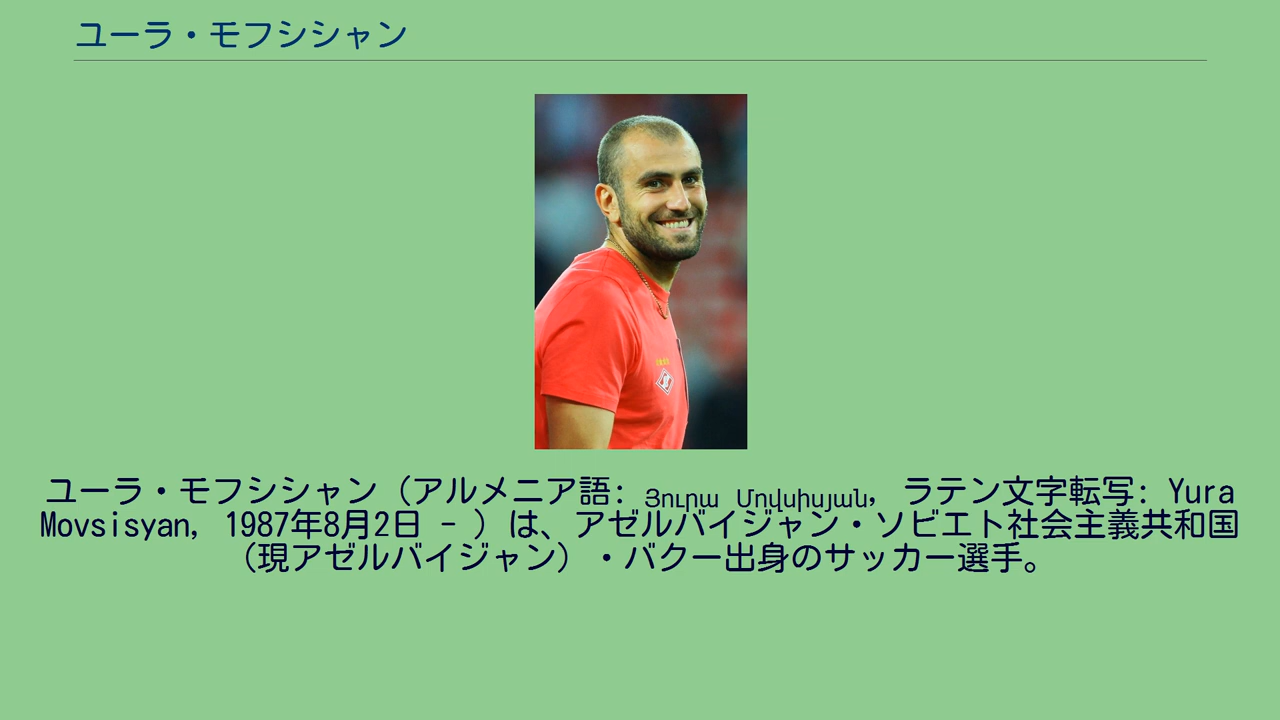 ユーラ・モフシシャン
ユーラ・モフシシャン（アルメニア語: Յուրա Մովսիսյան, ラテン文字転写: Yura
Movsisyan, 1987年8月2日 - ）は、アゼルバイジャン・ソビエト社会主義共和国
（現アゼルバイジャン）・バクー出身のサッカー選手。